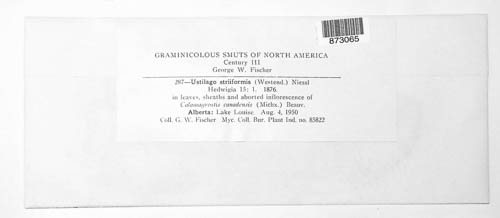 873065
GRAMINICOLOUS SMUTS OF NORTH AMERICA
Century III
George W. Fischer
287—Ustilago striiformis (Westend.) Niessl
Hedwigia 15: 1. 1876.
in leaves, sheaths and aborted inflorescence of
Calamagrostis canadensis (Michx.) Beauv.
Alberta: Lake Louise. Aug. 4, 1950
Coll. G. W. Fischer Myc. Coll. Bur. Plant Ind. no. 85822